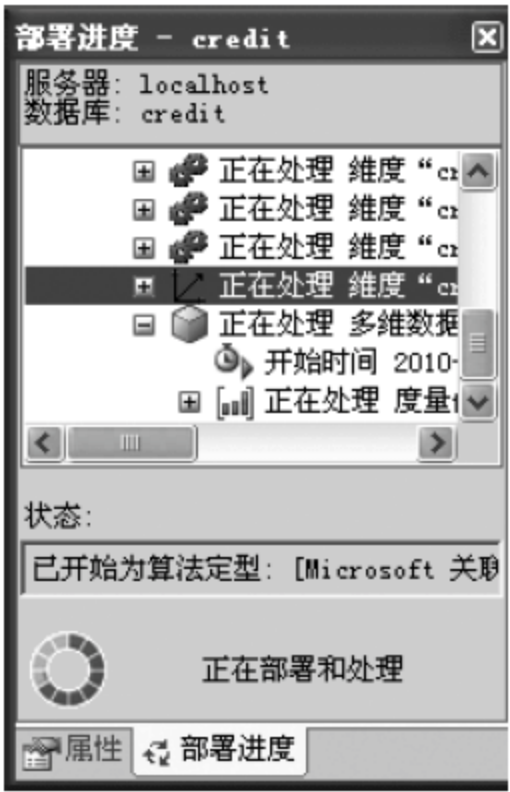 部署进度 - credit
服务器: localhost
数据库: credit
正在处理 维度 “cr
正在处理 维度 “cr
正在处理 维度 “cr
正在处理 维度 “cr
正在处理 多维数据
开始时间 2010-
正在处理 度量
状态:
已开始为算法定型: [Microsoft 关联
正在部署和处理
属性 部署进度